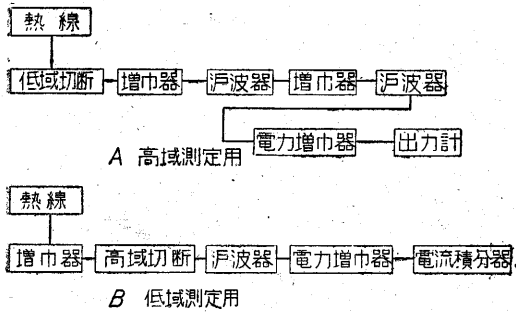 熱線
低域切断 増巾器 沪波器 増巾器 沪波器
電力増巾器 出力計
A 高域測定用
熱線
増巾器 高域切断 沪波器 電力増巾器 電流積分器
B 低域測定用